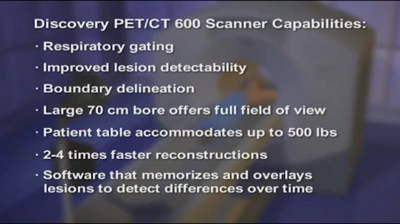 Discovery PET/CT 600 Scanner Capabilities:
· Respiratory gating
· Improved lesion detectability
· Boundary delineation
· Large 70 cm bore offers full field of view
· Patient table accommodates up to 500 lbs
· 2-4 times faster reconstructions
· Software that memorizes and overlays
lesions to detect differences over time